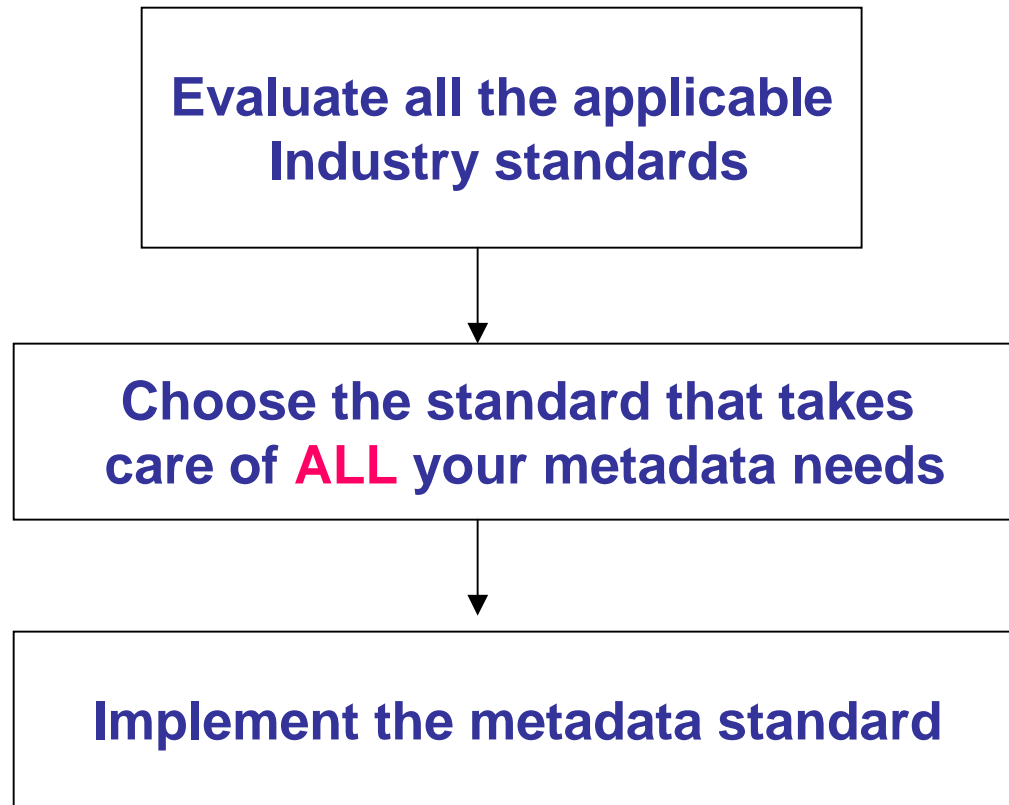 Evaluate all the applicable
Industry standards
Choose the standard that takes
care of ALL your metadata needs
Implement the metadata standard